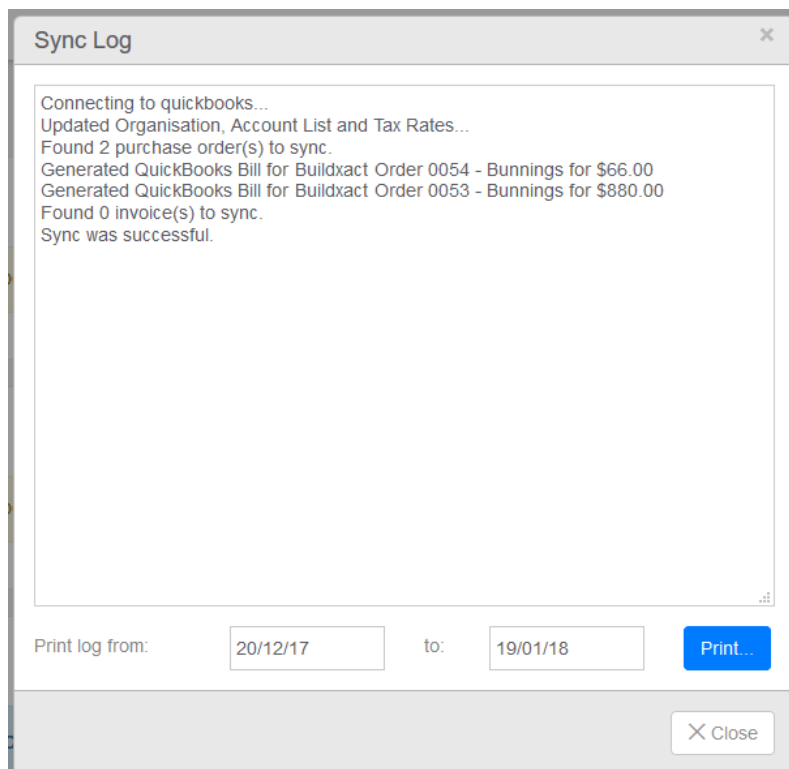 Sync Log
×
Connecting to quickbooks...
Updated Organisation, Account List and Tax Rates...
Found 2 purchase order(s) to sync.
Generated QuickBooks Bill for Buildxact Order 0054 - Bunnings for $66.00
Generated QuickBooks Bill for Buildxact Order 0053 - Bunnings for $880.00
Found 0 invoice(s) to sync.
Sync was successful.
Print log from: 20/12/17 to: 19/01/18 Print...
× Close